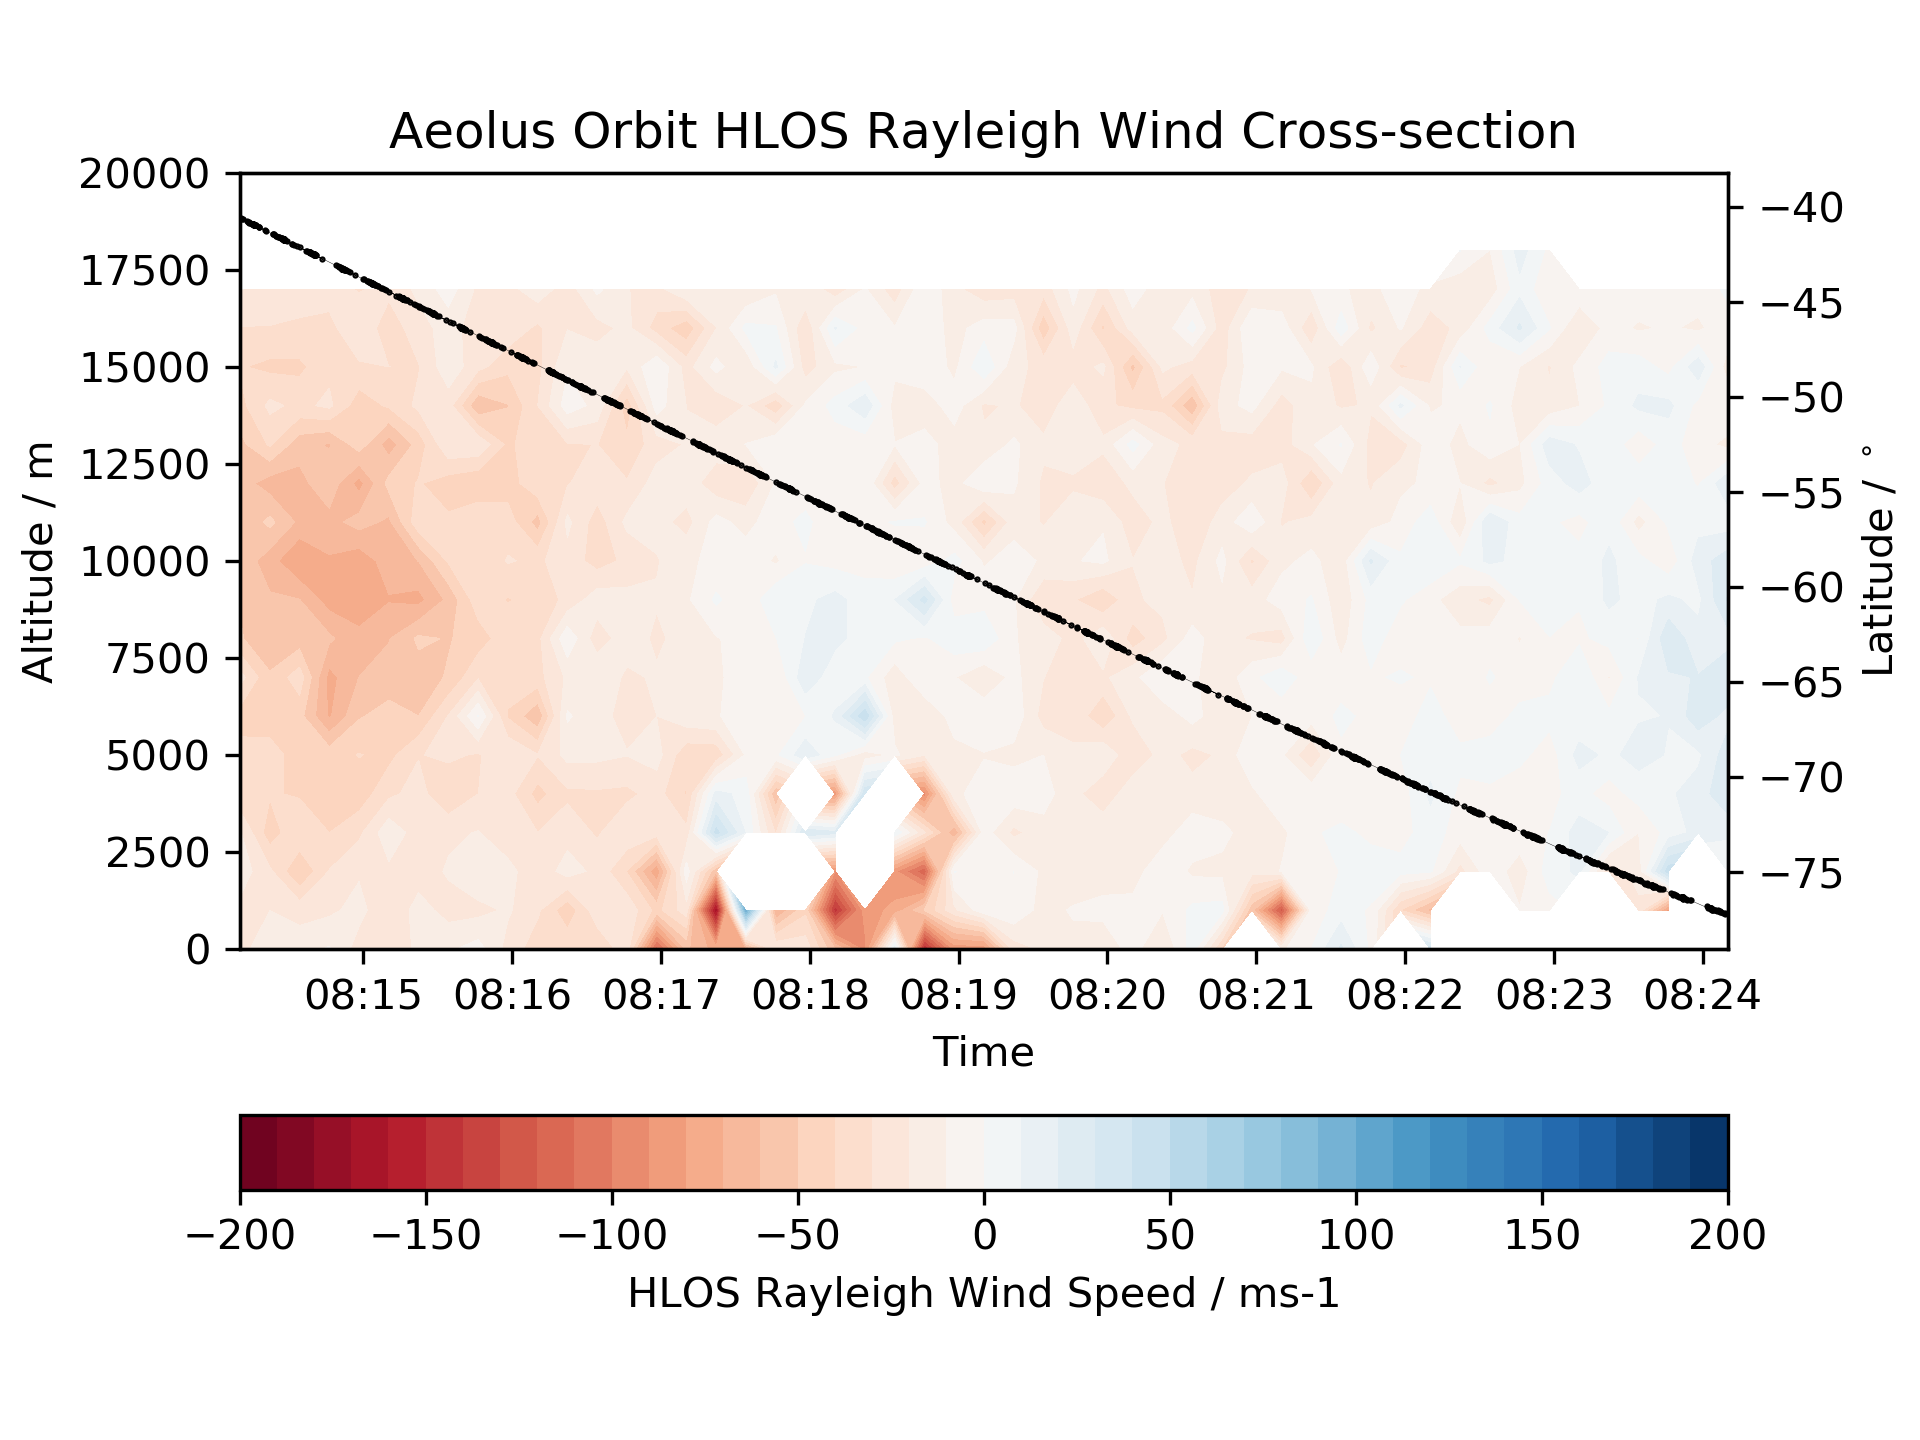 Aeolus Orbit HLOS Rayleigh Wind Cross-section
20000
17500
15000
12500
10000
7500
5000
2500
0
Altitude / m
−40
−45
−50
−55
−60
−65
−70
−75
Latitude / °
08:15 08:16 08:17 08:18 08:19 08:20 08:21 08:22 08:23 08:24
Time
−200 −150 −100 −50 0 50 100 150 200
HLOS Rayleigh Wind Speed / ms-1